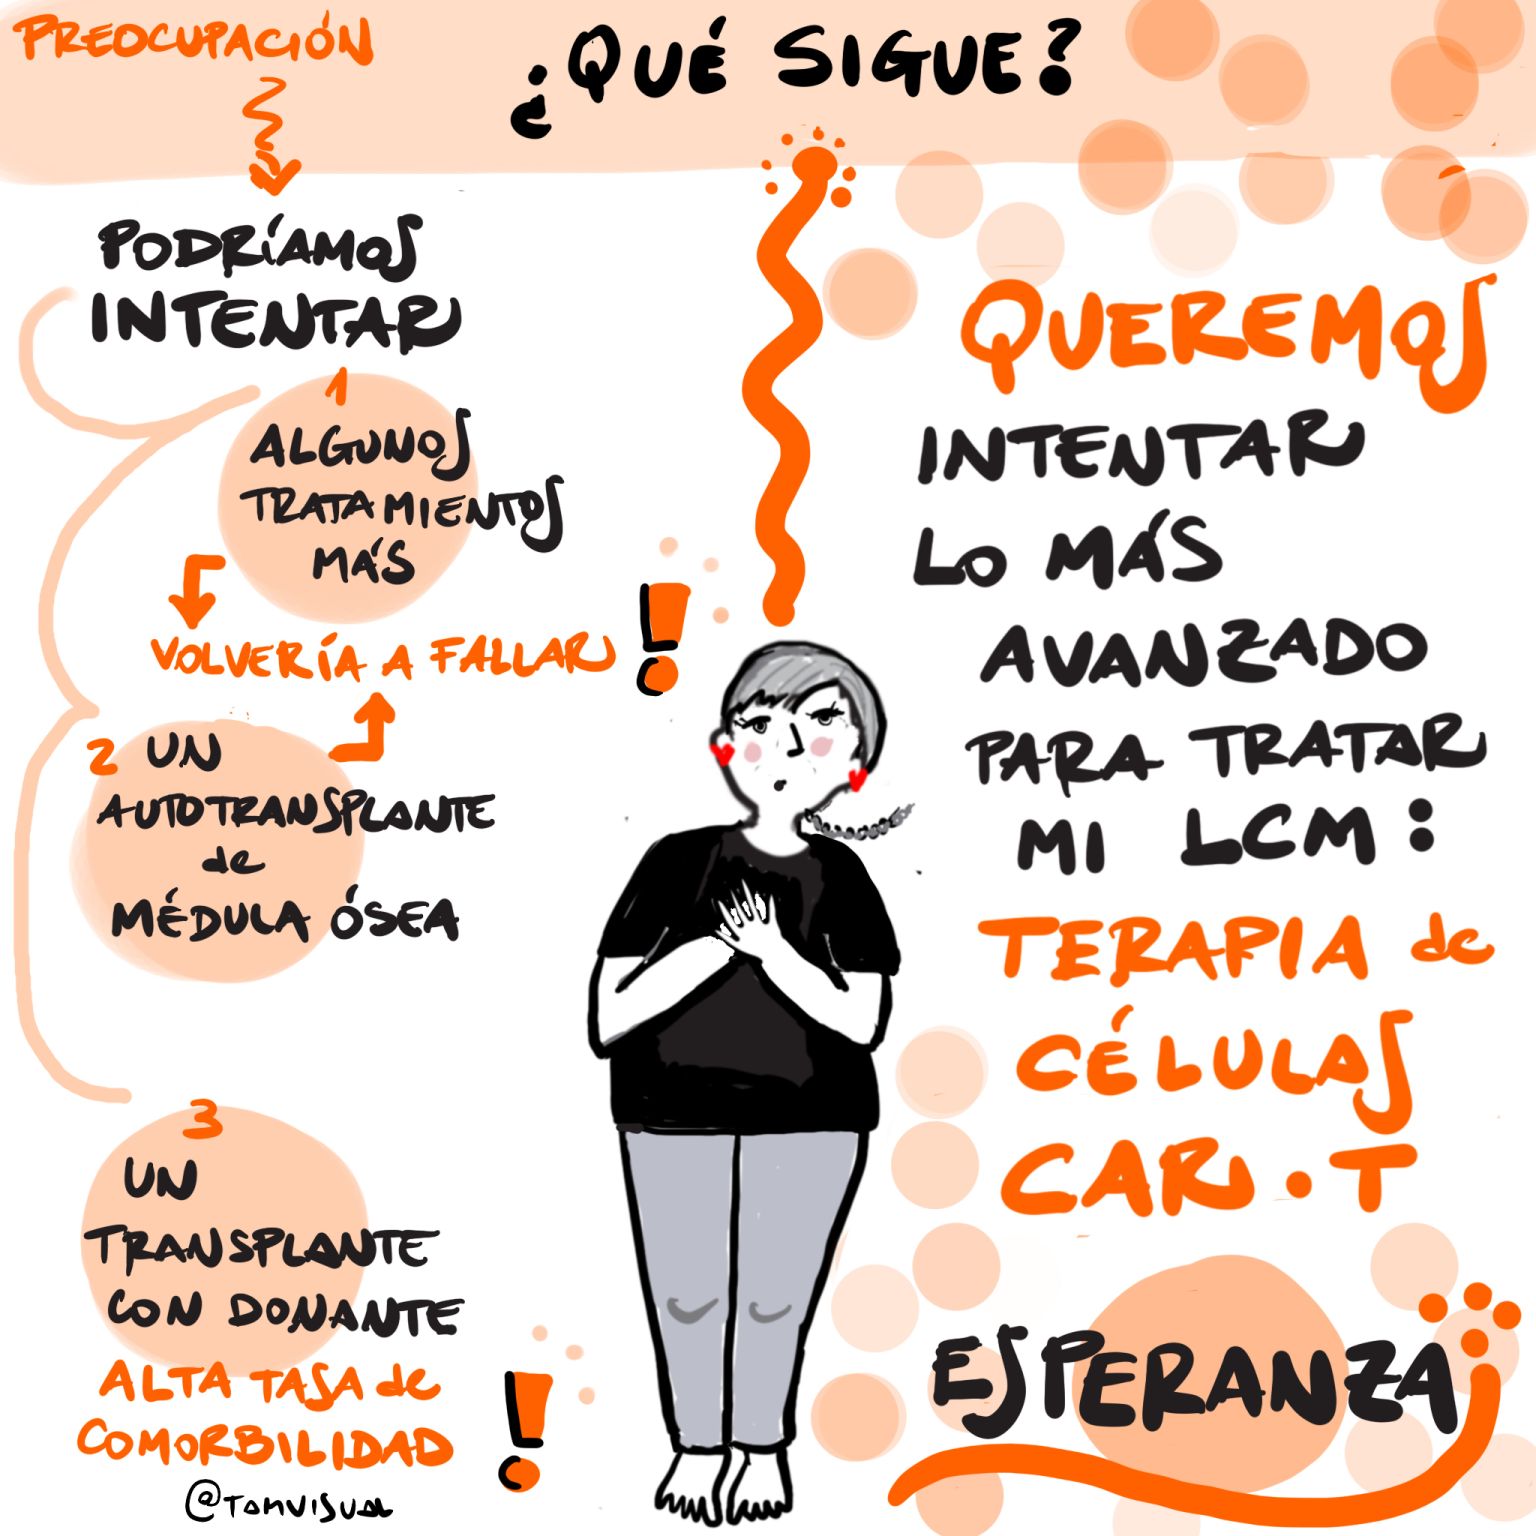 PREOCUPACIÓN
¿QUÉ SIGUE?
PODRÍAMOS
INTENTAR
1
ALGUNOS
TRATAMIENTOS
MÁS
VOLVERÍA A FALLAR
!
2 UN
AUTOTRANSPLANTE
de
MÉDULA ÓSEA
3
UN
TRANSPLANTE
CON DONANTE
ALTA TASA de
COMORBILIDAD
!
@TAMVISUAL
QUEREMOS
INTENTAR
LO MÁS
AVANZADO
PARA TRATAR
MI LCM:
TERAPIA de
CÉLULAS
CAR·T
ESPERANZA